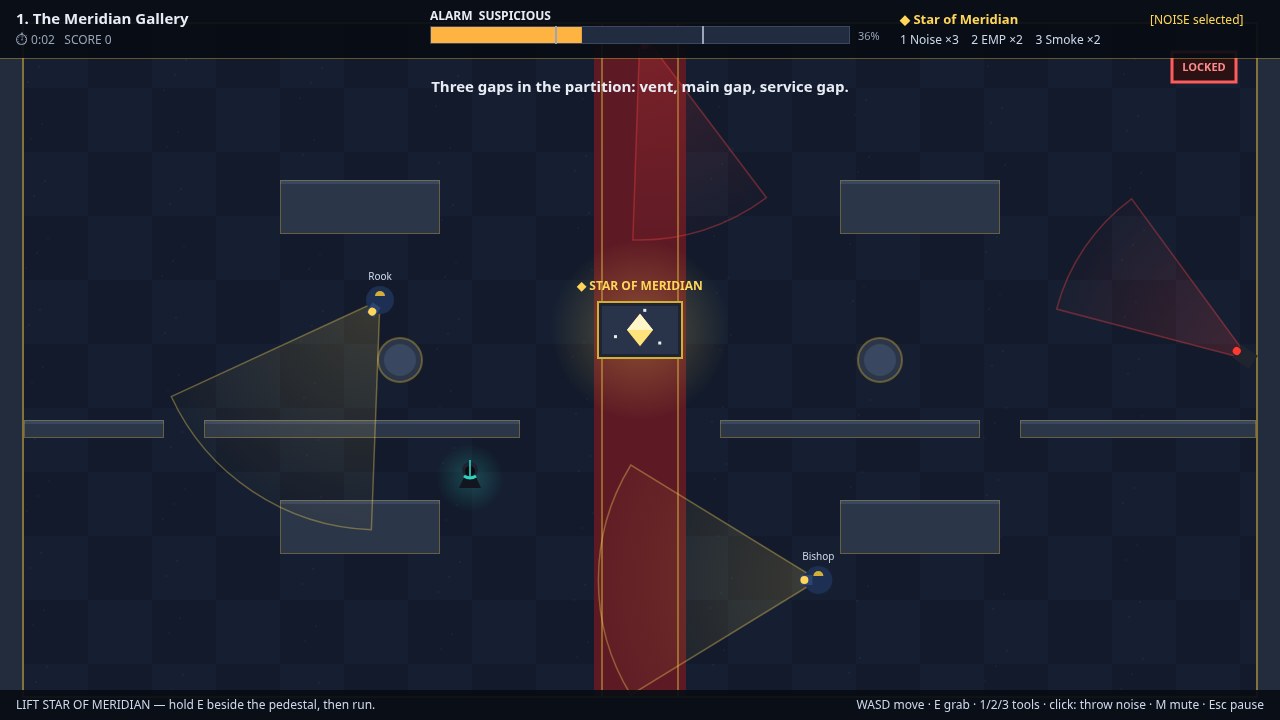 1. The Meridian Gallery
⏱ 0:02 SCORE 0
ALARM SUSPICIOUS
36%
◆ Star of Meridian
[NOISE selected]
1 Noise ×3 2 EMP ×2 3 Smoke ×2
LOCKED
Three gaps in the partition: vent, main gap, service gap.
Rook
◆ STAR OF MERIDIAN
Bishop
LIFT STAR OF MERIDIAN — hold E beside the pedestal, then run.
WASD move · E grab · 1/2/3 tools · click: throw noise · M mute · Esc pause